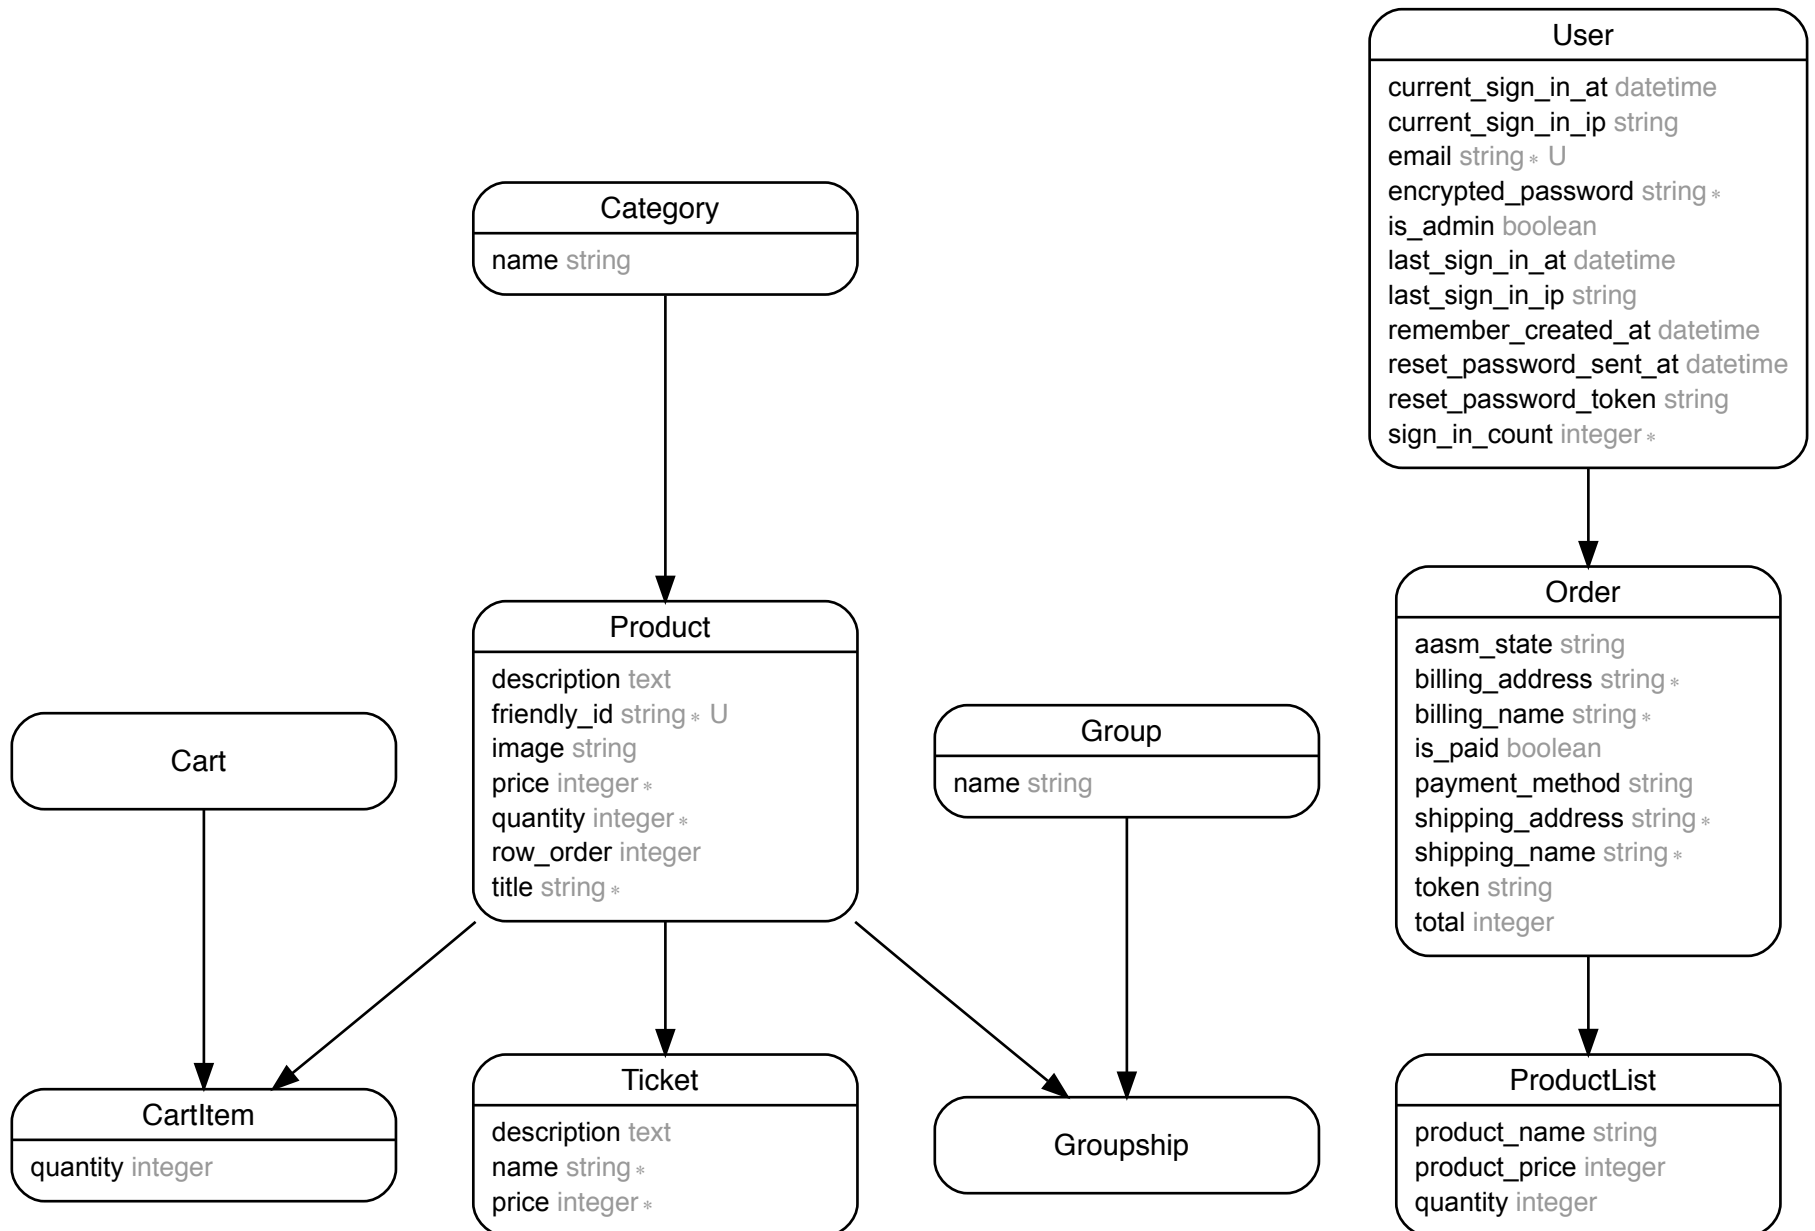 User
current_sign_in_at datetime
current_sign_in_ip string
email string * U
encrypted_password string *
is_admin boolean
last_sign_in_at datetime
last_sign_in_ip string
remember_created_at datetime
reset_password_sent_at datetime
reset_password_token string
sign_in_count integer *
Category
name string
Product
description text
friendly_id string * U
image string
price integer *
quantity integer *
row_order integer
title string *
Cart
Group
name string
Order
aasm_state string
billing_address string *
billing_name string *
is_paid boolean
payment_method string
shipping_address string *
shipping_name string *
token string
total integer
CartItem
quantity integer
Ticket
description text
name string *
price integer *
Groupship
ProductList
product_name string
product_price integer
quantity integer